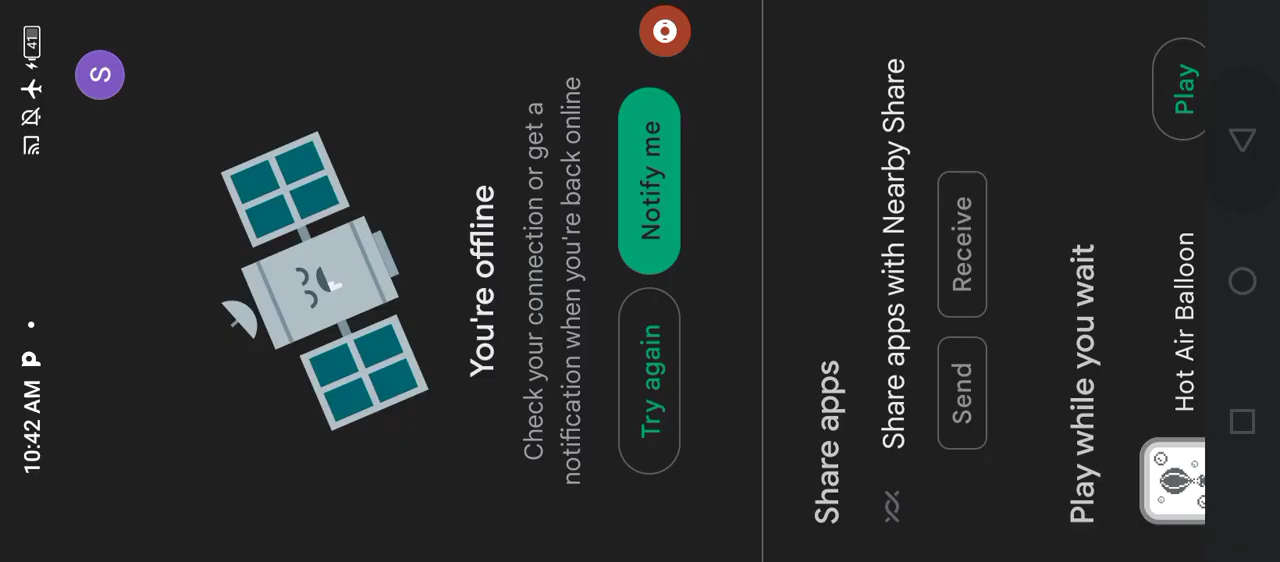 10:42 AM
41
S
You're offline
Check your connection or get a
notification when you're back online
Try again
Notify me
Share apps
Share apps with Nearby Share
Send
Receive
Play while you wait
Hot Air Balloon
Play